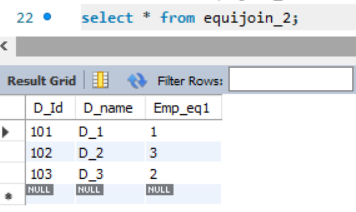 22 select * from equijoin_2;
Result Grid Filter Rows:
D_Id D_name Emp_eq1
101 D_1 1
102 D_2 3
103 D_3 2
NULL NULL NULL